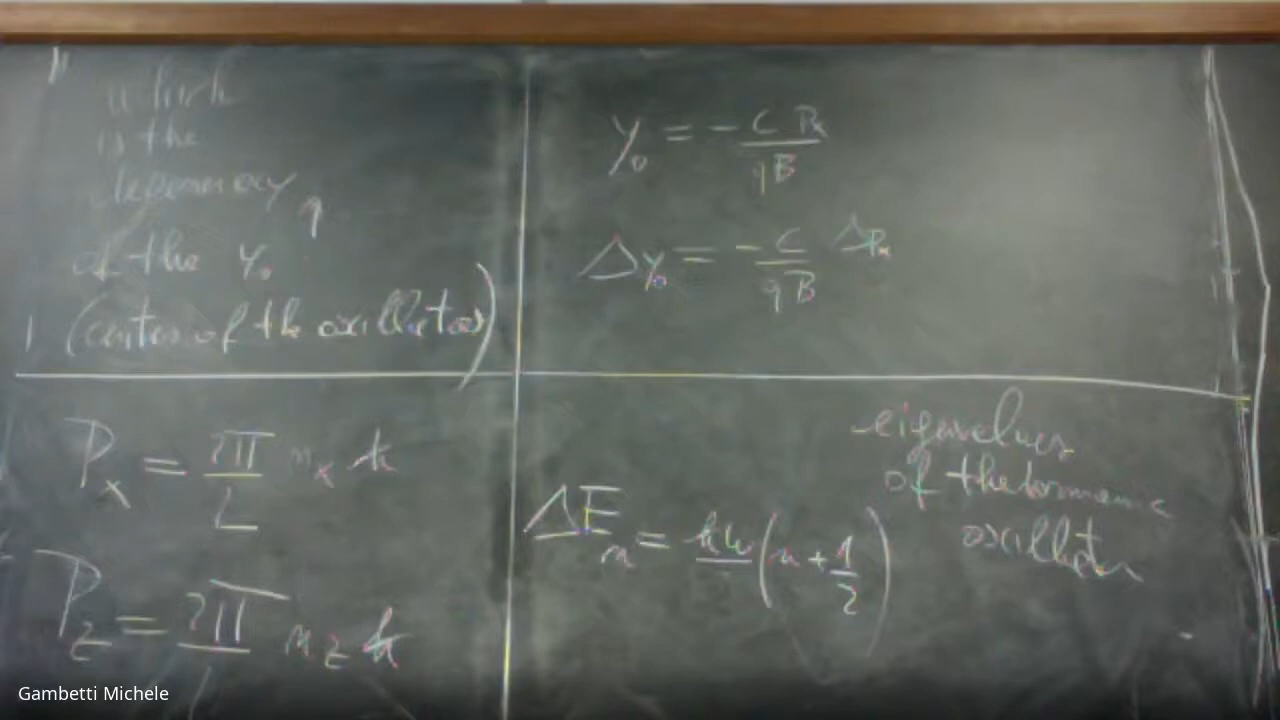 which
is the
degeneracy
of the y₀
(center of the oscillator)
y₀ = - c Pₓ / qB
Δy₀ = - c / qB ΔPₓ
Pₓ = 2π / L nₓ ħ
P_z = 2π / L n_z ħ
eigenvalues
of the harmonic
oscillator
ΔEₙ = ħω (n + 1/2)
Gambetti Michele